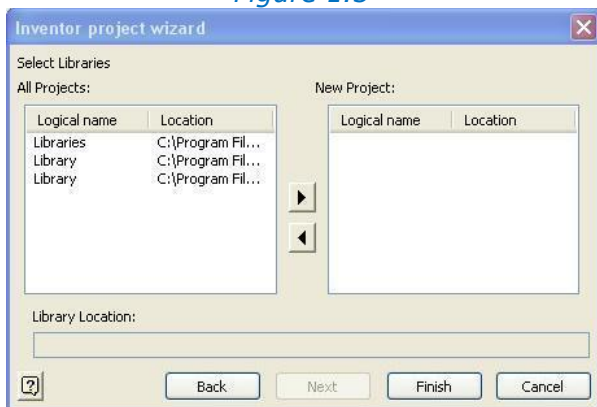 Inventor project wizard
Select Libraries
All Projects:
New Project:
Logical name Location
Logical name Location
Libraries C:\Program Fil...
Library C:\Program Fil...
Library C:\Program Fil...
Library Location:
Back Next Finish Cancel